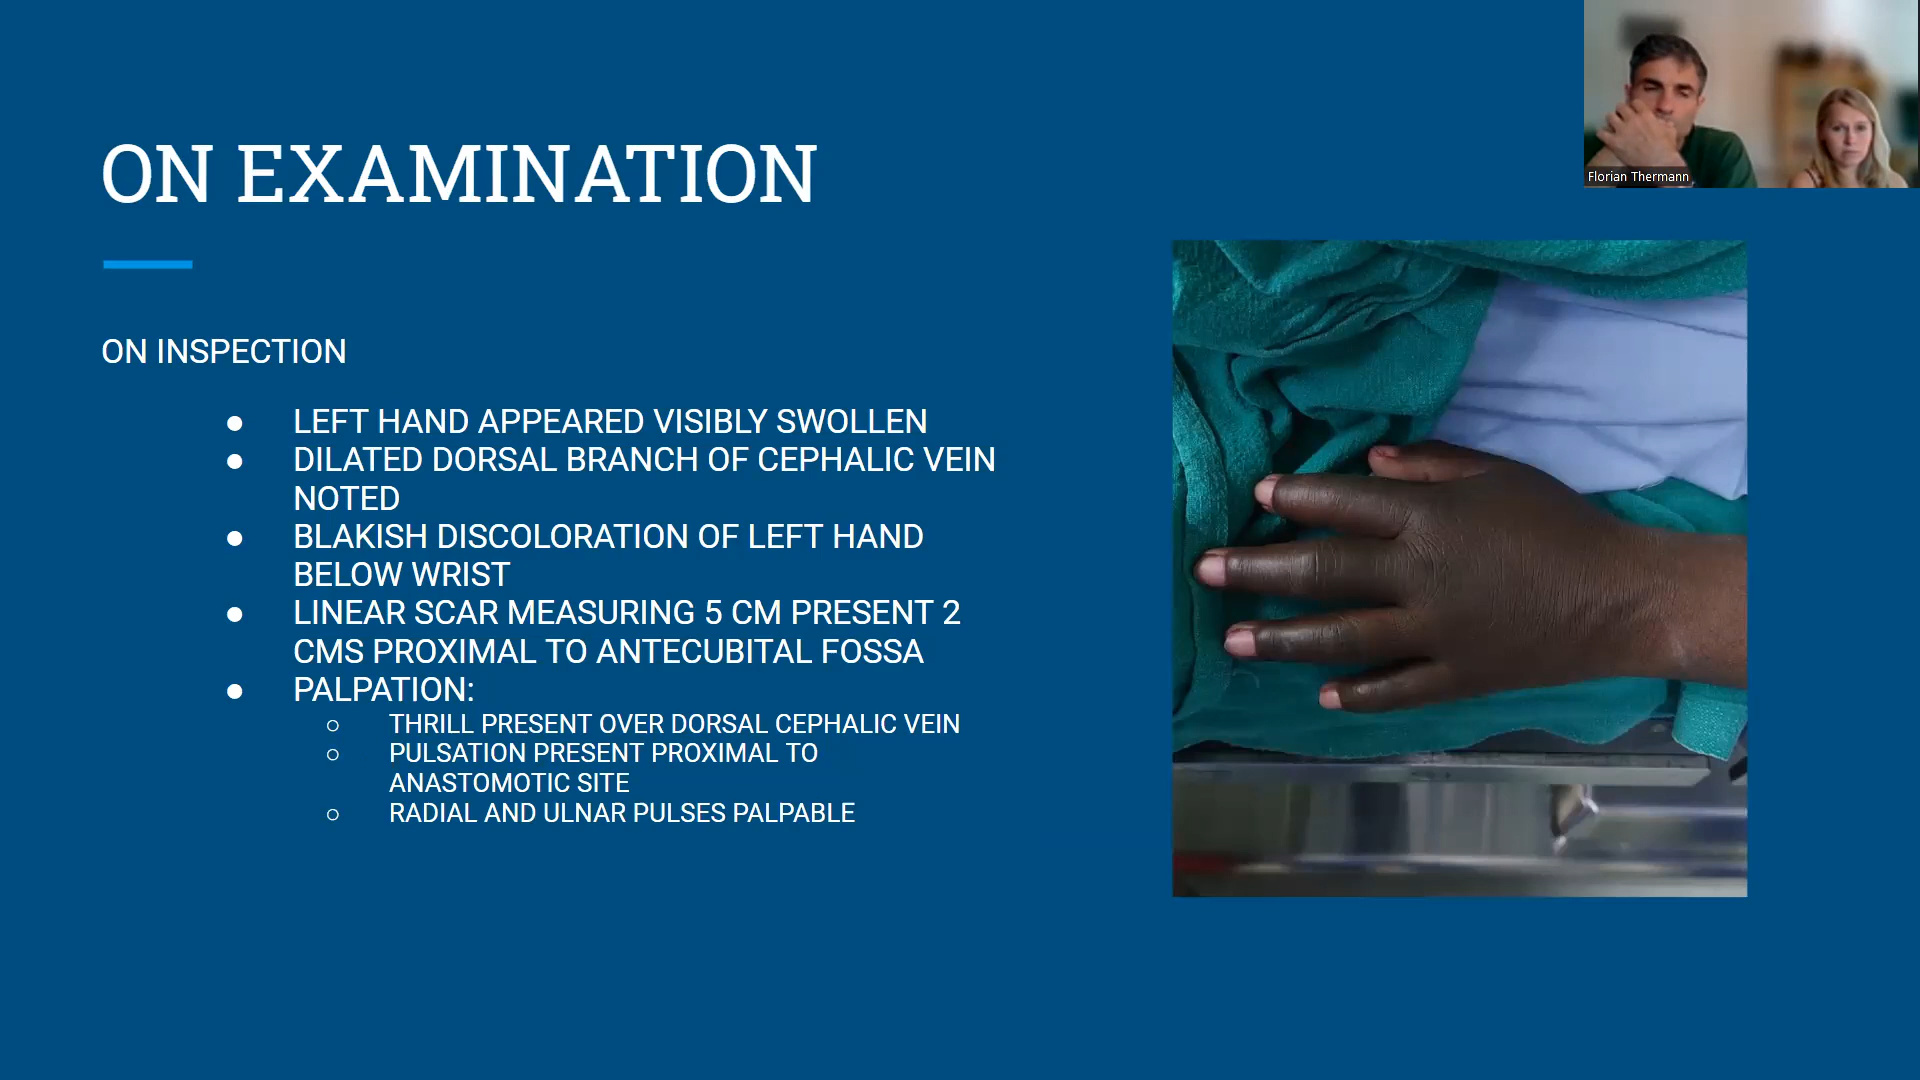 ON EXAMINATION
ON INSPECTION
● LEFT HAND APPEARED VISIBLY SWOLLEN
● DILATED DORSAL BRANCH OF CEPHALIC VEIN
NOTED
● BLAKISH DISCOLORATION OF LEFT HAND
BELOW WRIST
● LINEAR SCAR MEASURING 5 CM PRESENT 2
CMS PROXIMAL TO ANTECUBITAL FOSSA
● PALPATION:
○ THRILL PRESENT OVER DORSAL CEPHALIC VEIN
○ PULSATION PRESENT PROXIMAL TO
ANASTOMOTIC SITE
○ RADIAL AND ULNAR PULSES PALPABLE
Florian Thermann